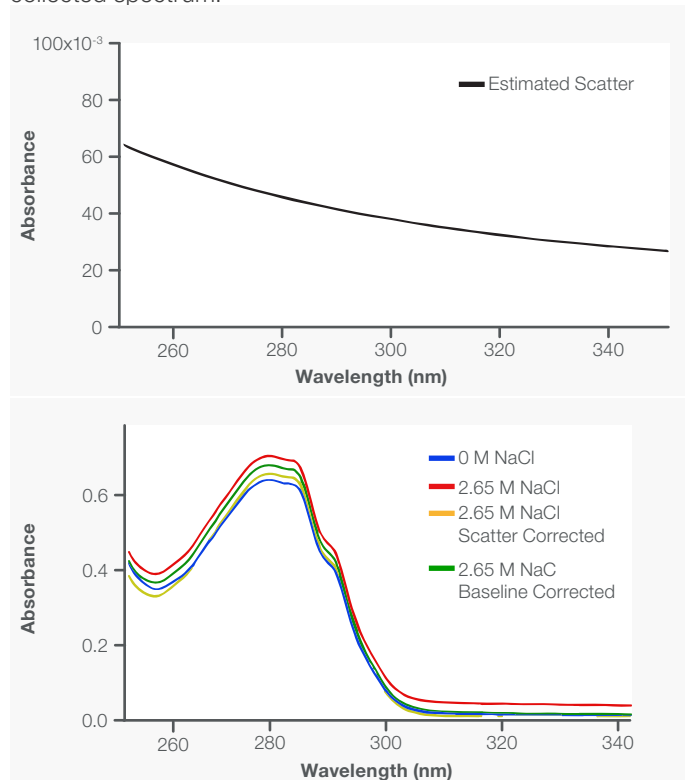 collected spectrum.
100x10-3
Estimated Scatter
80
60
40
20
0
Absorbance
260
280
300
320
340
Wavelength (nm)
0 M NaCl
2.65 M NaCl
2.65 M NaCl
Scatter Corrected
2.65 M NaC
Baseline Corrected
0.6
0.4
0.2
0.0
Absorbance
260
280
300
320
340
Wavelength (nm)